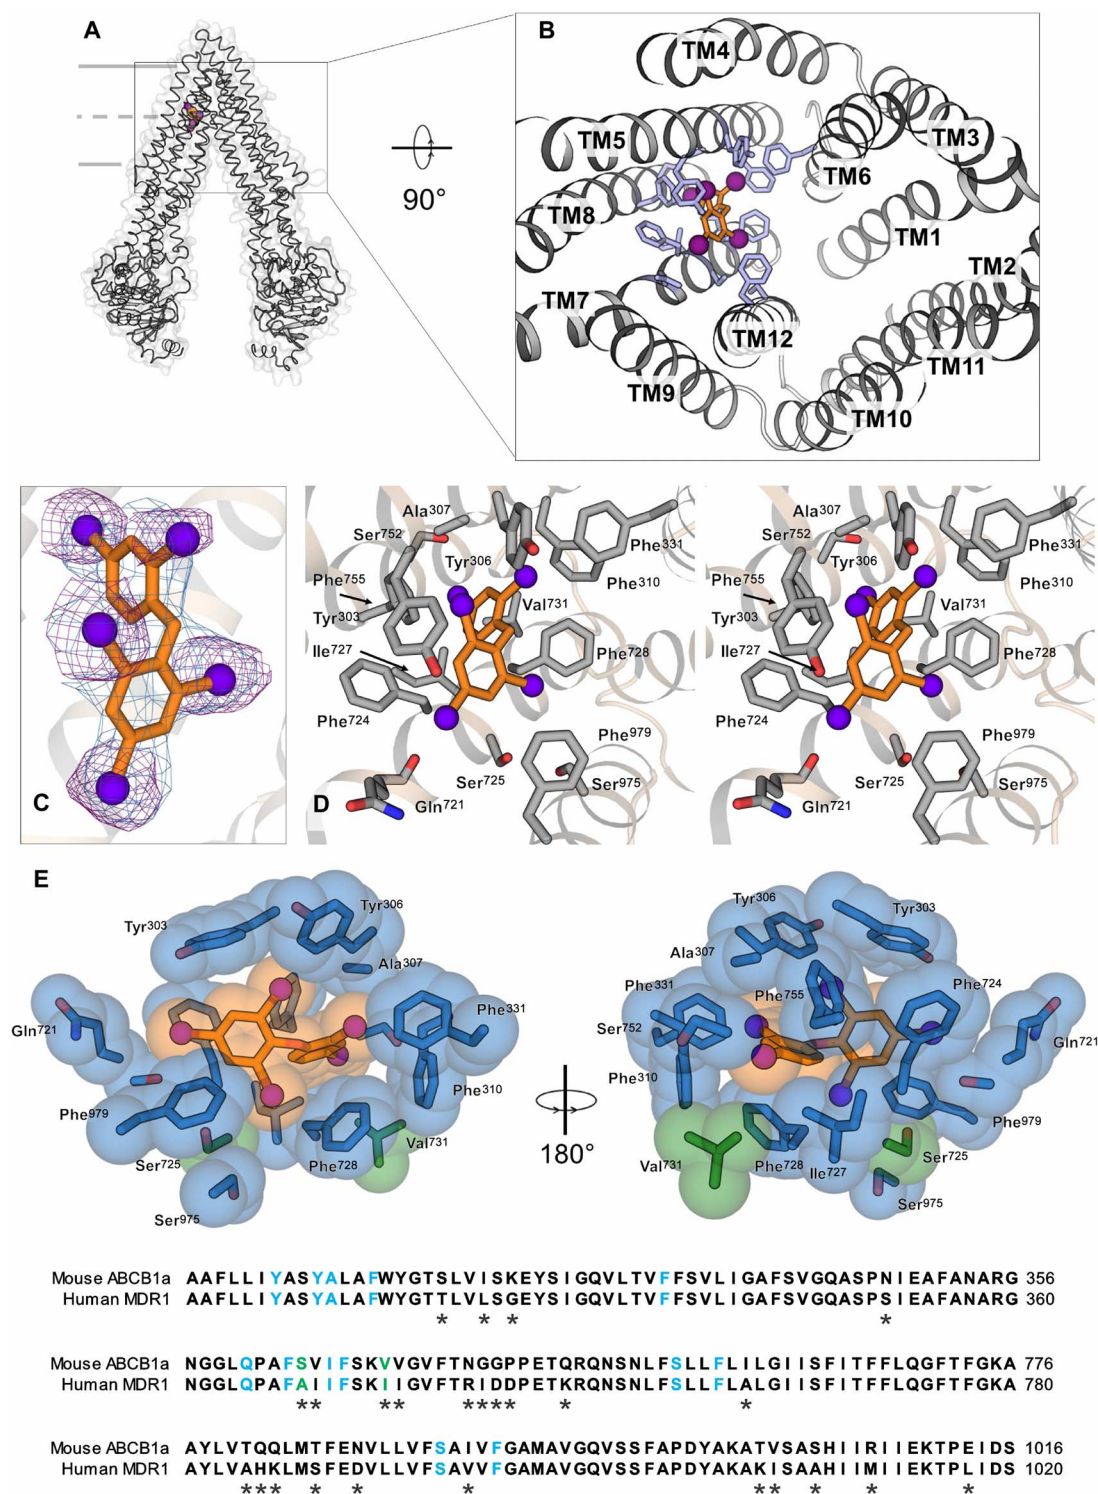 A
90°
B
TM4
TM5
TM3
TM6
TM8
TM1
TM2
TM7
TM12
TM11
TM9
TM10
C
Ala307
Ser752
Tyr306
Phe331
Phe755
Phe310
Tyr303
Val731
Ile727
Phe728
Phe724
Phe979
Ser725
Ser975
Gln721
D
Ala307
Ser752
Tyr306
Phe331
Phe755
Phe310
Tyr303
Val731
Ile727
Phe728
Phe724
Phe979
Ser725
Ser975
Gln721
E
Tyr303
Tyr306
Ala307
Phe331
Gln721
Phe310
Phe979
Val731
Ser725
Phe728
Ser975
180°
Tyr306
Tyr303
Ala307
Phe331
Phe755
Phe724
Ser752
Gln721
Phe310
Phe979
Val731
Phe728
Ile727
Ser725
Ser975
Mouse ABCB1a AAFLLIYASYALAFWYGTSLVISKEYSIGQVLTVFFSVLIGAFSVGQASPNIEAFANARG 356
Human MDR1 AAFLLIYASYALAFWYGTTLVLSGEYSIGQVLTVFFSVLIGAFSVGQASPSIEAFANARG 360
* * * *
Mouse ABCB1a NGGLQPAFSVIFSKVVGVFTNGGPPETQRQNSNLFSLLFLILGIISFITFFLQGFTFGKA 776
Human MDR1 NGGLQPAFAIIFSKIIGVFTRIDDPETKRQNSNLFSLLFLALGIISFITFFLQGFTFGKA 780
** ** **** * *
Mouse ABCB1a AYLVTQQLMTFENVLLVFSAIVFGAMAVGQVSSFAPDYAKATVSASHIIRIIEKTPEIDS 1016
Human MDR1 AYLVAHKLMSFEDVLLVFSAVVFGAMAVGQVSSFAPDYAKAKISAAHIIMIIEKTPLIDS 1020
*** * * * ** * * *